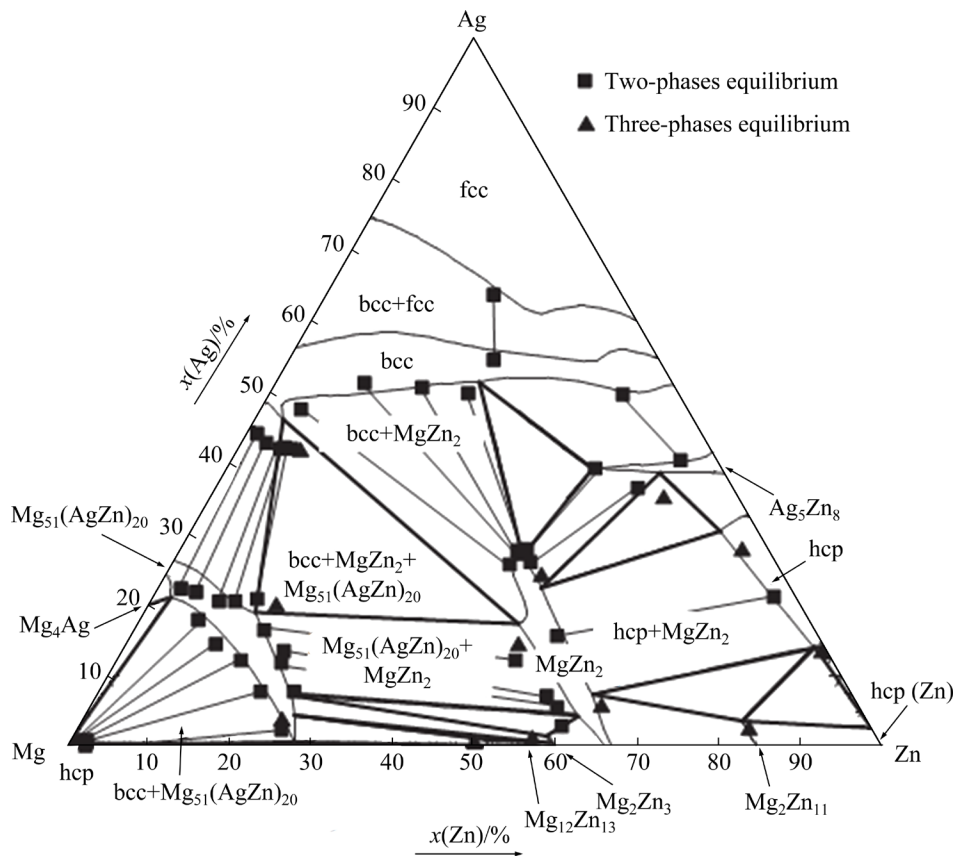 Ag
Two-phases equilibrium
Three-phases equilibrium
90
80
fcc
70
60
bcc+fcc
x(Ag)/%
bcc
50
bcc+MgZn₂
40
Ag₅Zn₈
Mg₅₁(AgZn)₂₀
30
hcp
bcc+MgZn₂+
Mg₅₁(AgZn)₂₀
20
Mg₄Ag
hcp+MgZn₂
Mg₅₁(AgZn)₂₀+
MgZn₂
MgZn₂
10
hcp (Zn)
Mg
Zn
hcp
10 20 30 40 50 60 70 80 90
bcc+Mg₅₁(AgZn)₂₀
Mg₂Zn₃
Mg₂Zn₁₁
Mg₁₂Zn₁₃
x(Zn)/%